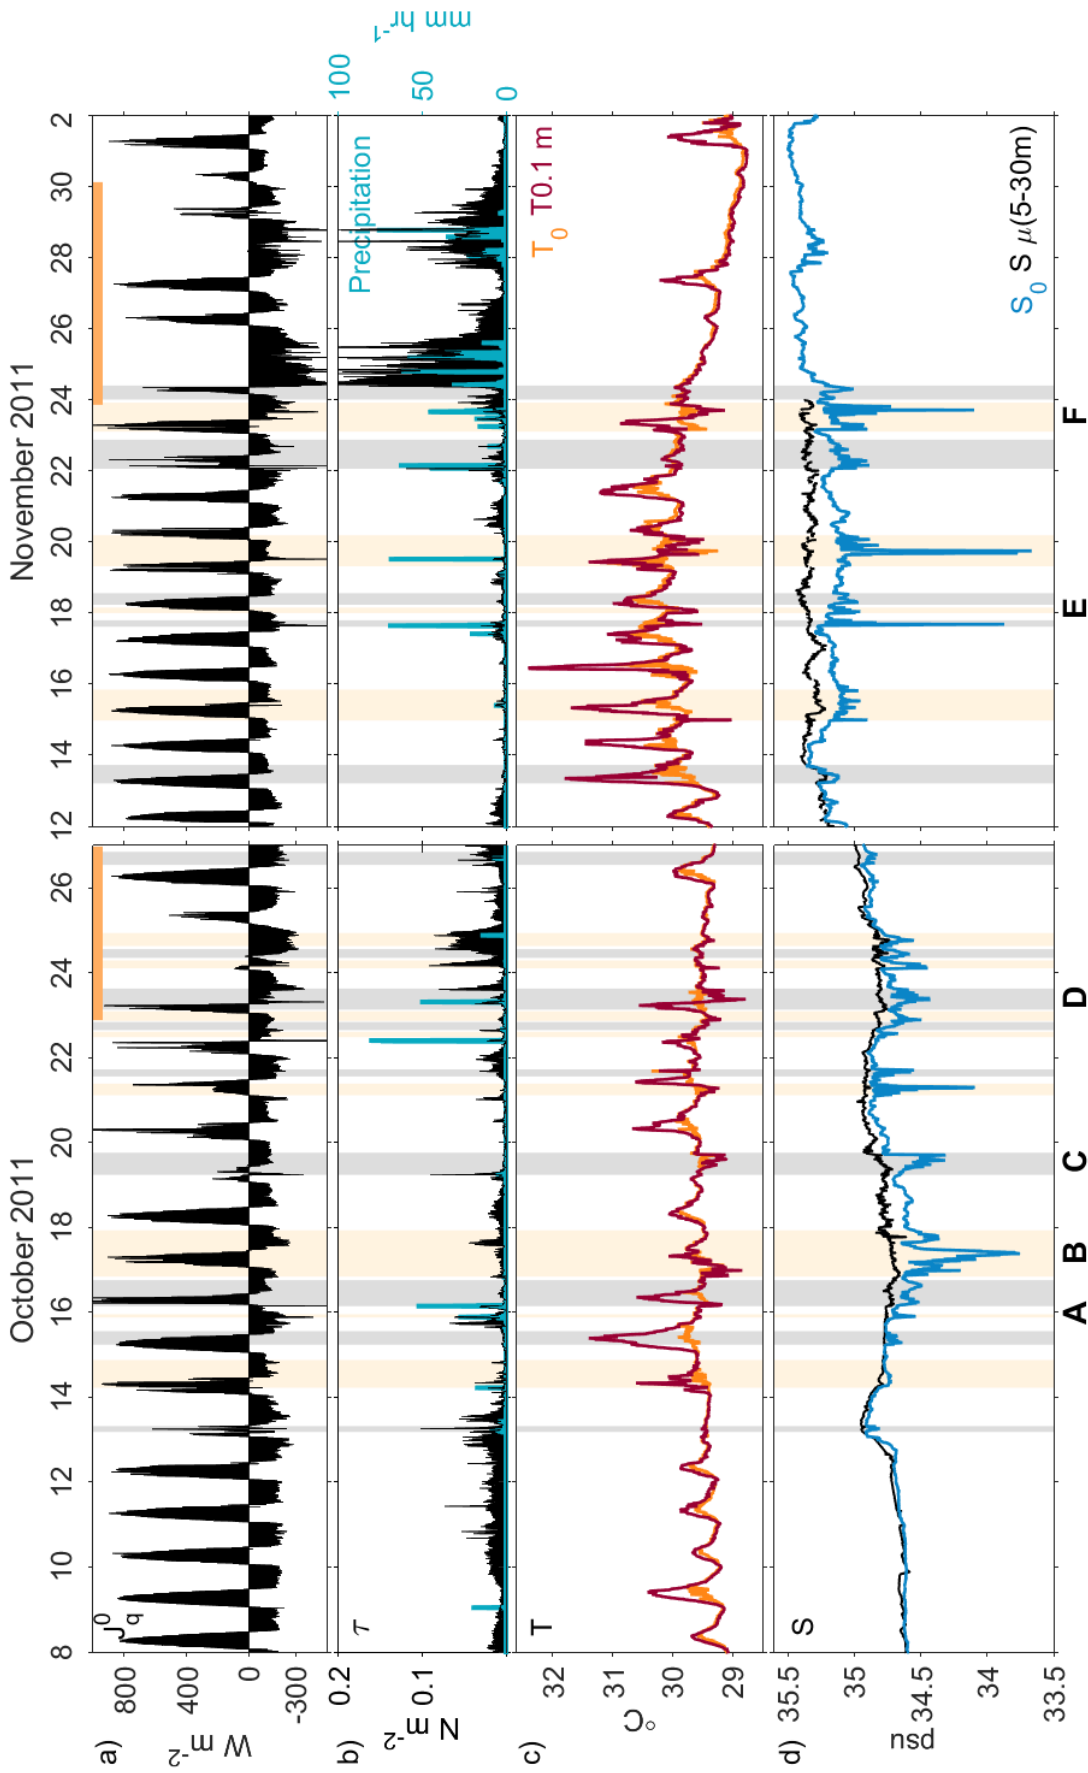 October 2011 November 2011
a)
J_q^0
800
400
0
-300
W m⁻²
b)
τ
0.2
0.1
N m⁻²
Precipitation
100
50
0
mm hr⁻¹
c)
T
32
31
30
29
°C
T₀ T0.1 m
d)
S
35.5
35
34.5
34
33.5
psu
S₀ S μ(5-30m)
8 10 12 14 16 18 20 22 24 26 12 14 16 18 20 22 24 26 28 30 2
A B C D E F